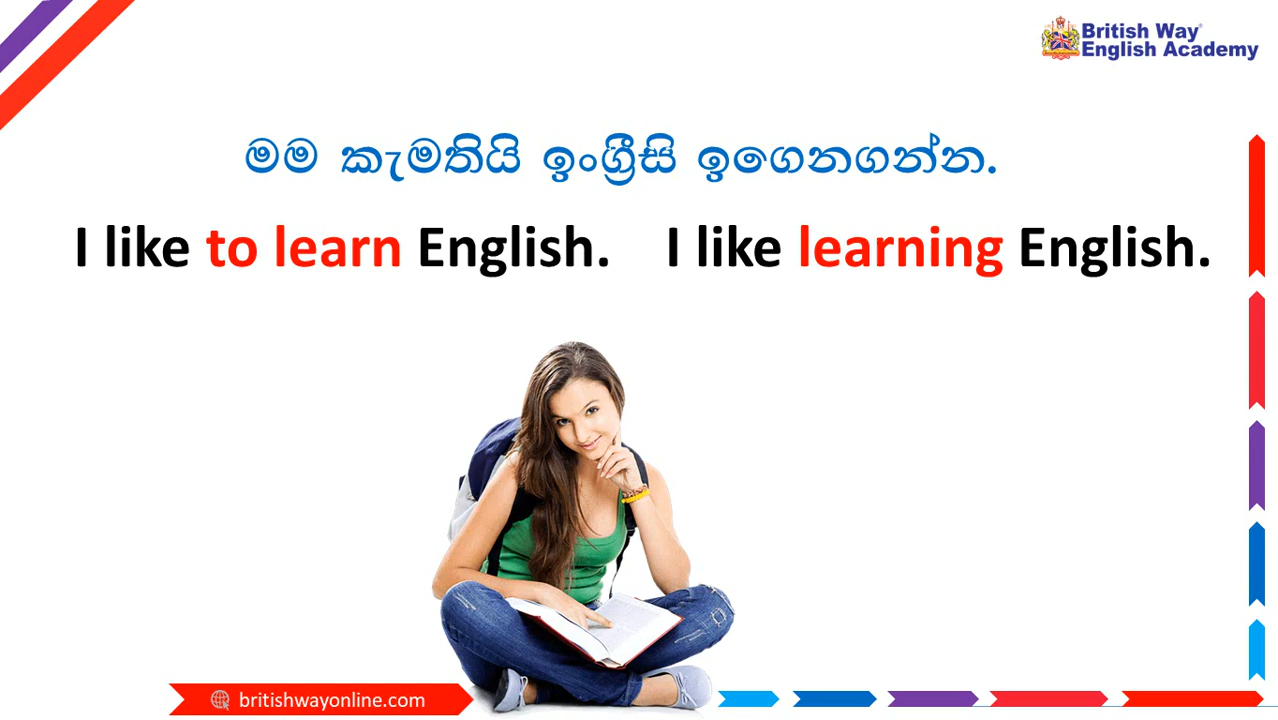 British Way
English Academy
මම කැමතියි ඉංග්‍රීසි ඉගෙනගන්න.
I like to learn English. I like learning English.
britishwayonline.com